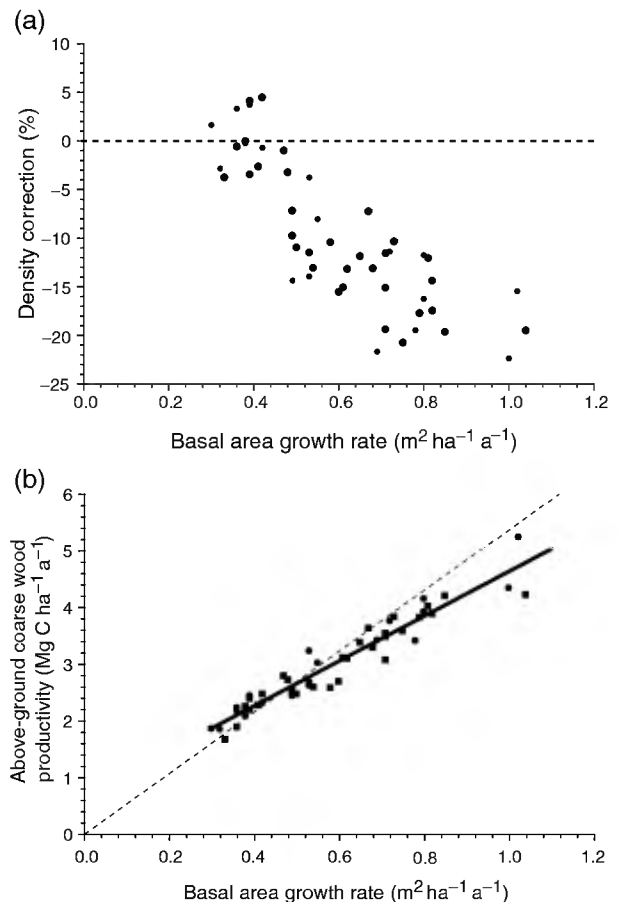 (a)
10
5
0
−5
−10
−15
−20
−25
Density correction (%)
0.0 0.2 0.4 0.6 0.8 1.0 1.2
Basal area growth rate (m² ha⁻¹ a⁻¹)
(b)
6
5
4
3
2
1
0
Above-ground coarse wood
productivity (Mg C ha⁻¹ a⁻¹)
0.0 0.2 0.4 0.6 0.8 1.0 1.2
Basal area growth rate (m² ha⁻¹ a⁻¹)